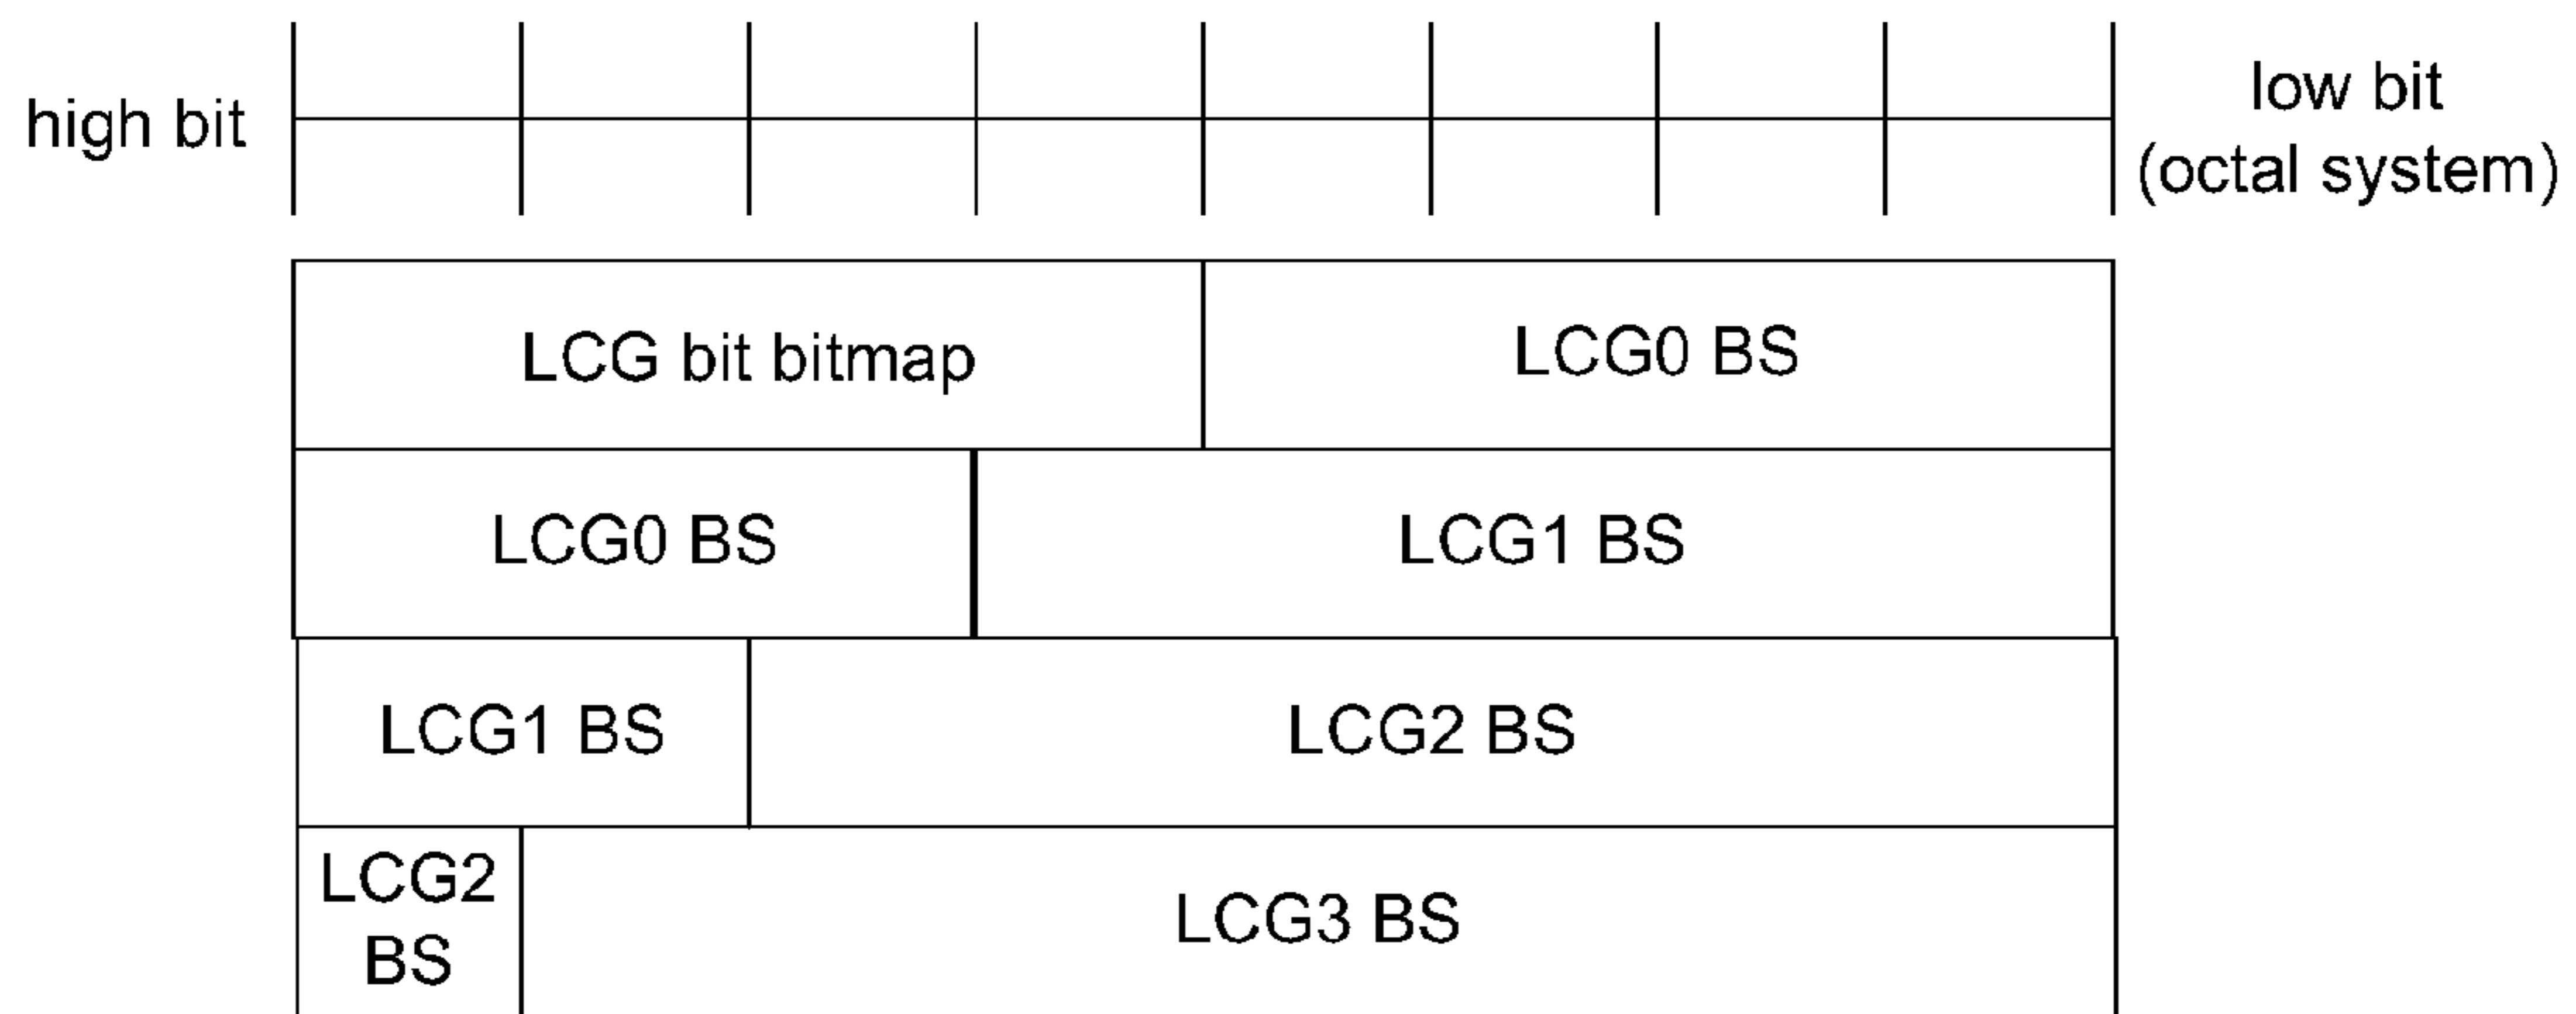 high bit
low bit
(octal system)
LCG bit bitmap
LCG0 BS
LCG0 BS
LCG1 BS
LCG1 BS
LCG2 BS
LCG2
BS
LCG3 BS